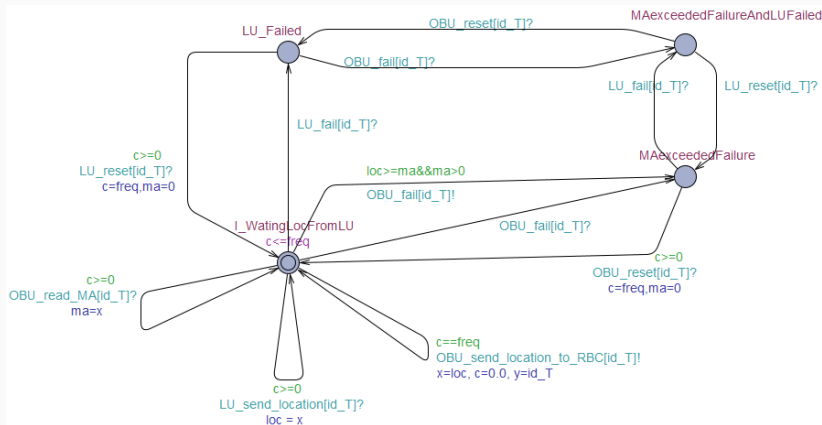 MAexceededFailureAndLUFailed
OBU_reset[id_T]?
LU_Failed
OBU_fail[id_T]?
LU_fail[id_T]?
LU_reset[id_T]?
LU_fail[id_T]?
c>=0
LU_reset[id_T]?
c=freq,ma=0
MAexceededFailure
loc>=ma&&ma>0
OBU_fail[id_T]!
I_WatingLocFromLU
c<=freq
OBU_fail[id_T]?
c>=0
OBU_reset[id_T]?
c=freq,ma=0
c>=0
OBU_read_MA[id_T]?
ma=x
c==freq
OBU_send_location_to_RBC[id_T]!
x=loc, c=0.0, y=id_T
c>=0
LU_send_location[id_T]?
loc = x